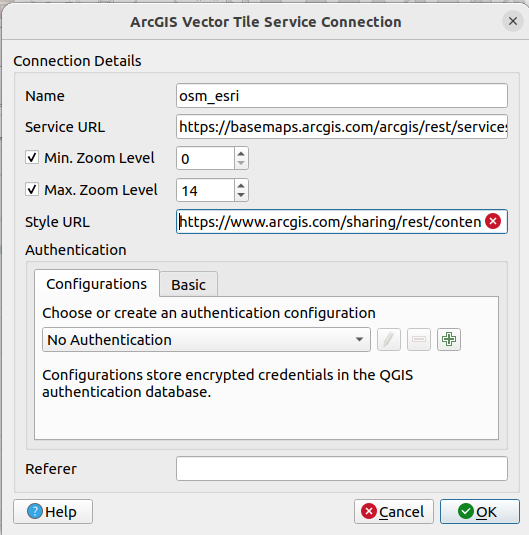 ArcGIS Vector Tile Service Connection
Connection Details
Name osm_esri
Service URL https://basemaps.arcgis.com/arcgis/rest/services
Min. Zoom Level 0
Max. Zoom Level 14
Style URL https://www.arcgis.com/sharing/rest/conten
Authentication
Configurations Basic
Choose or create an authentication configuration
No Authentication
Configurations store encrypted credentials in the QGIS
authentication database.
Referer
Help Cancel OK